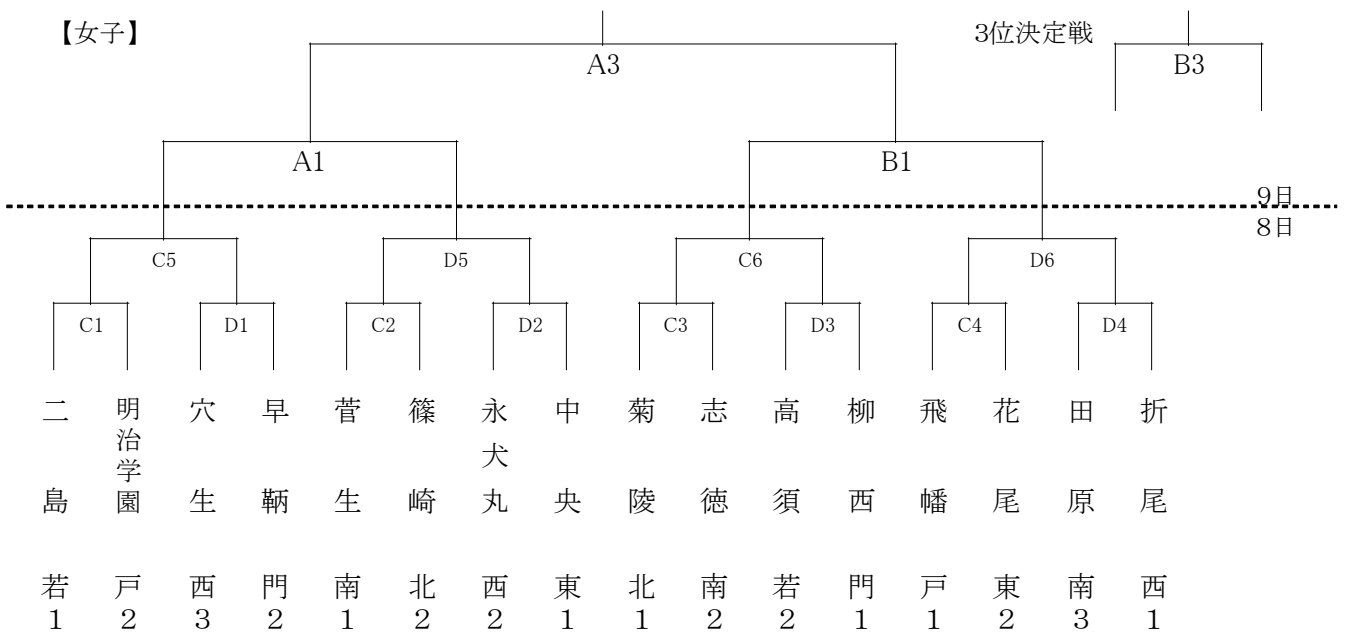 【女子】
3位決定戦
A3
B3
A1
B1
9日
8日
C5
D5
C6
D6
C1
D1
C2
D2
C3
D3
C4
D4
二島
明治学園
穴生
早鞆
菅生
篠崎
永犬丸
中央
菊陵
志徳
高須
柳西
飛幡
花尾
田原
折尾
若1
戸2
西3
門2
南1
北2
西2
東1
北1
南2
若2
門1
戸1
東2
南3
西1